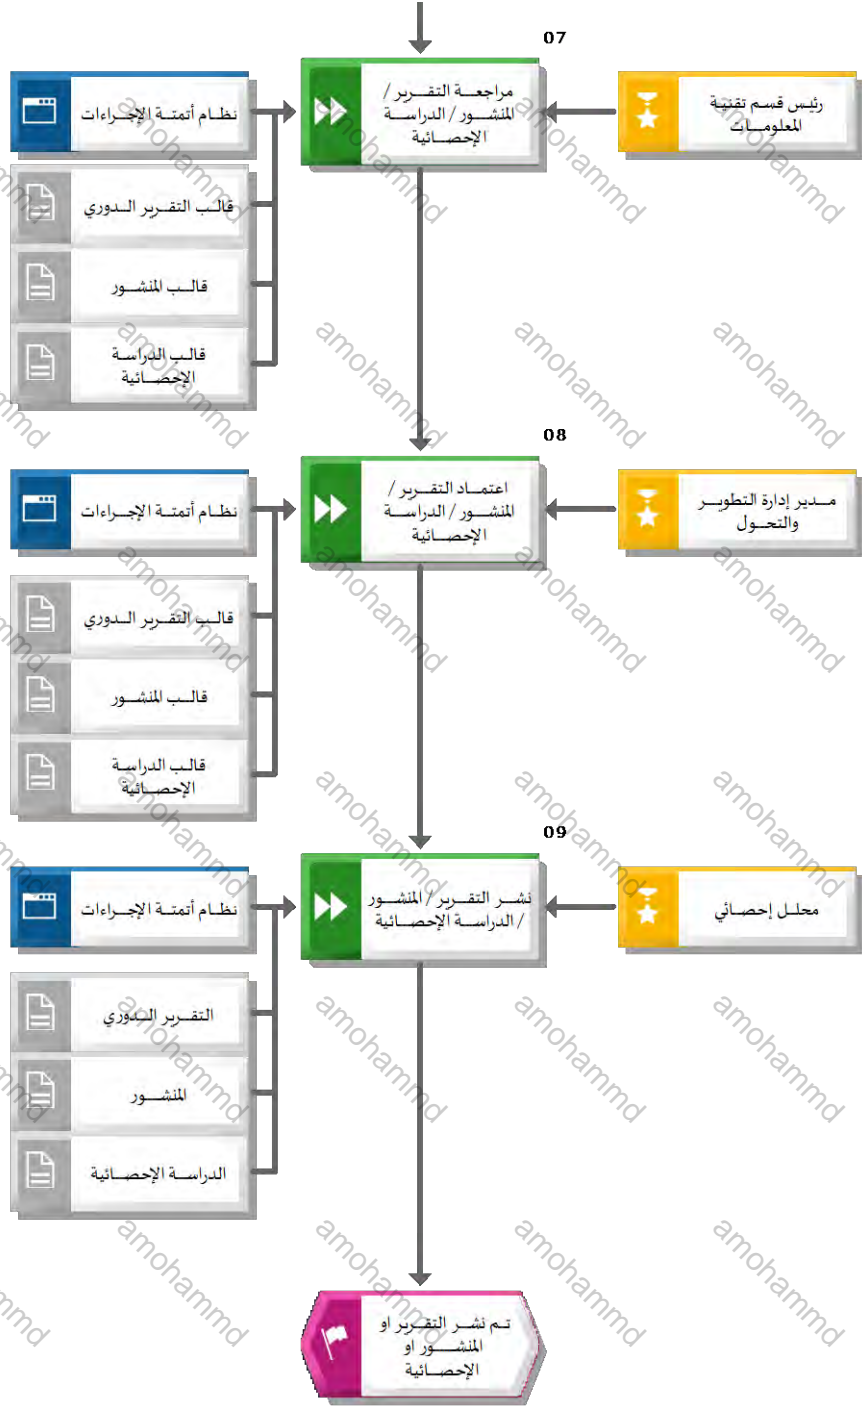 07
رئيس قسم تقنية
المعلومات
مراجعة التقرير /
المنشور / الدراسة
الإحصائية
نظام أتمتة الإجراءات
قالب التقرير الدوري
قالب المنشور
قالب الدراسة
الإحصائية
08
مدير إدارة التطوير
والتحول
اعتماد التقرير /
المنشور / الدراسة
الإحصائية
نظام أتمتة الإجراءات
قالب التقرير الدوري
قالب المنشور
قالب الدراسة
الإحصائية
09
محلل إحصائي
نشر التقرير / المنشور
/ الدراسة الإحصائية
نظام أتمتة الإجراءات
التقرير الدوري
المنشور
الدراسة الإحصائية
تم نشر التقرير او
المنشور او
الإحصائية
amohammd